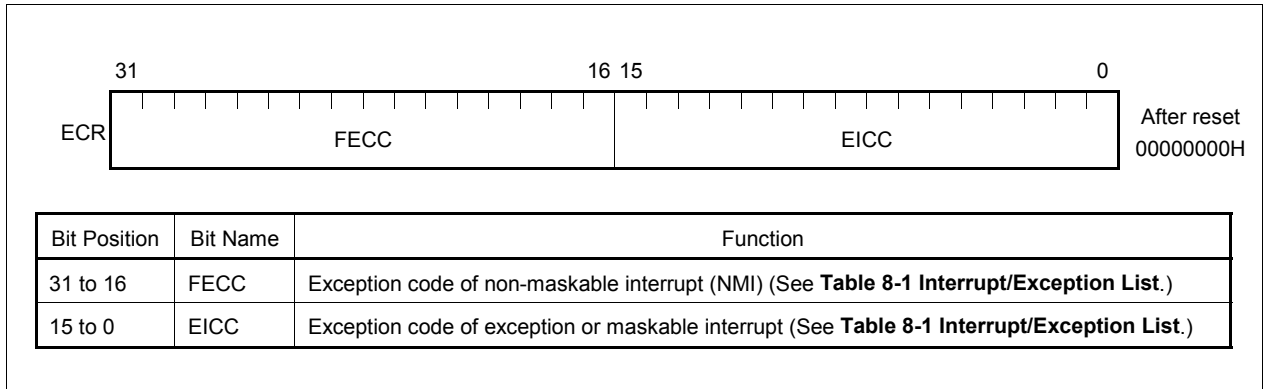 31 16 15 0
ECR FECC EICC After reset
00000000H
Bit Position Bit Name Function
31 to 16 FECC Exception code of non-maskable interrupt (NMI) (See Table 8-1 Interrupt/Exception List.)
15 to 0 EICC Exception code of exception or maskable interrupt (See Table 8-1 Interrupt/Exception List.)